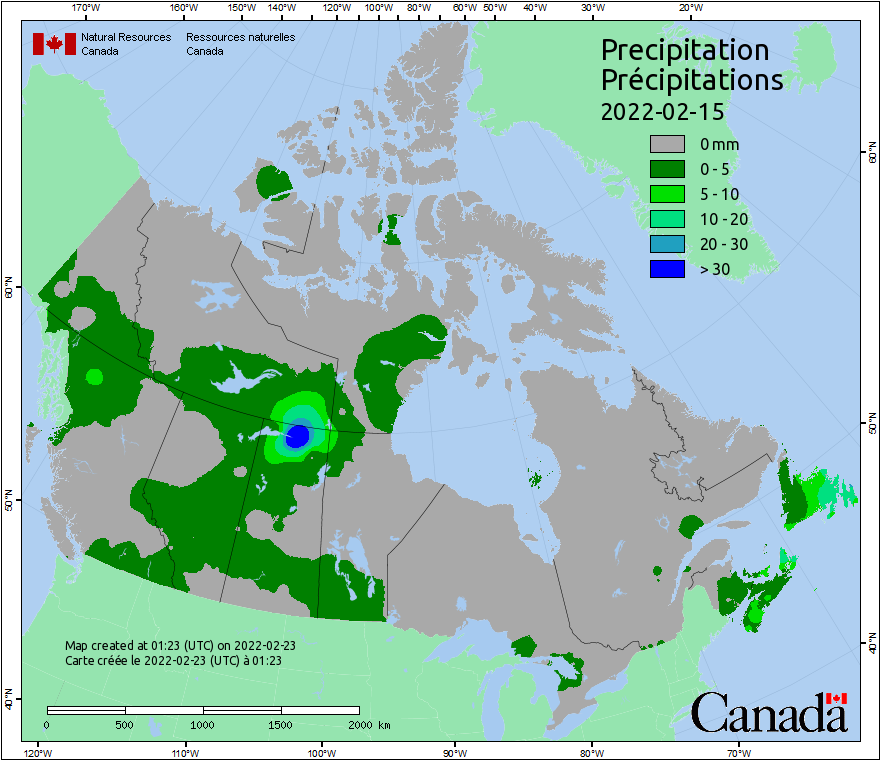 170°W 160°W 150°W 140°W 130°W 120°W 110°W 100°W 90°W 80°W 70°W 60°W 50°W 40°W 30°W 20°W
Natural Resources Canada
Ressources naturelles Canada
Precipitation
Précipitations
2022-02-15
0 mm
0 - 5
5 - 10
10 - 20
20 - 30
> 30
60°N
50°N
40°N
60°N
50°N
40°N
Map created at 01:23 (UTC) on 2022-02-23
Carte créée le 2022-02-23 (UTC) à 01:23
0 500 1000 1500 2000 km
Canada
120°W 110°W 100°W 90°W 80°W 70°W